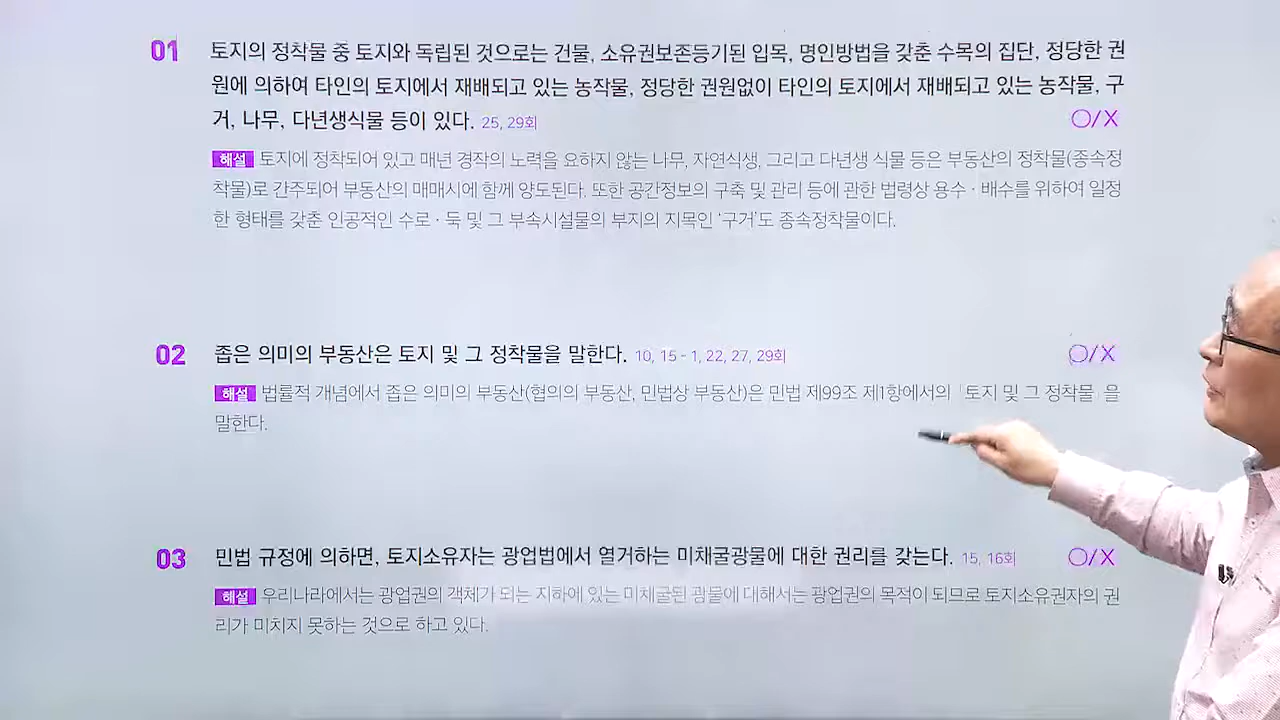 01 토지의 정착물 중 토지와 독립된 것으로는 건물, 소유권보존등기된 입목, 명인방법을 갖춘 수목의 집단, 정당한 권
원에 의하여 타인의 토지에서 재배되고 있는 농작물, 정당한 권원없이 타인의 토지에서 재배되고 있는 농작물, 구
거, 나무, 다년생식물 등이 있다. 25, 29회 O/X
해설 토지에 정착되어 있고 매년 경작의 노력을 요하지 않는 나무, 자연식생, 그리고 다년생 식물 등은 부동산의 정착물(종속정
착물)로 간주되어 부동산의 매매시에 함께 양도된다. 또한 공간정보의 구축 및 관리 등에 관한 법령상 용수·배수를 위하여 일정
한 형태를 갖춘 인공적인 수로·둑 및 그 부속시설물의 부지의 지목인 '구거'도 종속정착물이다.
02 좁은 의미의 부동산은 토지 및 그 정착물을 말한다. 10, 15-1, 22, 27, 29회 O/X
해설 법률적 개념에서 좁은 의미의 부동산(협의의 부동산, 민법상 부동산)은 민법 제99조 제1항에서의 「토지 및 그 정착물」을
말한다.
03 민법 규정에 의하면, 토지소유자는 광업법에서 열거하는 미채굴광물에 대한 권리를 갖는다. 15, 16회 O/X
해설 우리나라에서는 광업권의 객체가 되는 지하에 있는 미채굴된 광물에 대해서는 광업권의 목적이 되므로 토지소유권자의 권
리가 미치지 못하는 것으로 하고 있다.